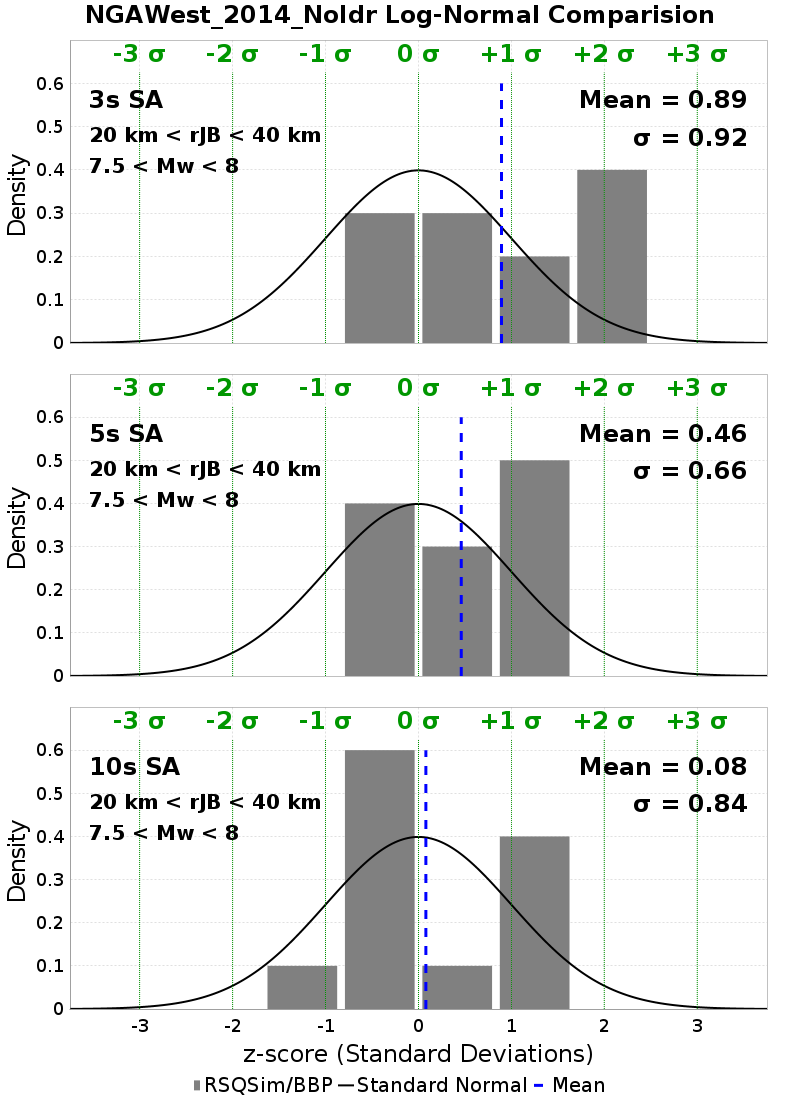 NGAWest_2014_NoIdr Log-Normal Comparision
-3 σ -2 σ -1 σ 0 σ +1 σ +2 σ +3 σ
3s SA
Mean = 0.89
20 km < rJB < 40 km
σ = 0.92
7.5 < Mw < 8
0.6
0.5
0.4
0.3
0.2
0.1
0
Density
-3 σ -2 σ -1 σ 0 σ +1 σ +2 σ +3 σ
5s SA
Mean = 0.46
20 km < rJB < 40 km
σ = 0.66
7.5 < Mw < 8
0.6
0.5
0.4
0.3
0.2
0.1
0
Density
-3 σ -2 σ -1 σ 0 σ +1 σ +2 σ +3 σ
10s SA
Mean = 0.08
20 km < rJB < 40 km
σ = 0.84
7.5 < Mw < 8
0.6
0.5
0.4
0.3
0.2
0.1
0
Density
-3 -2 -1 0 1 2 3
z-score (Standard Deviations)
RSQSim/BBP Standard Normal Mean